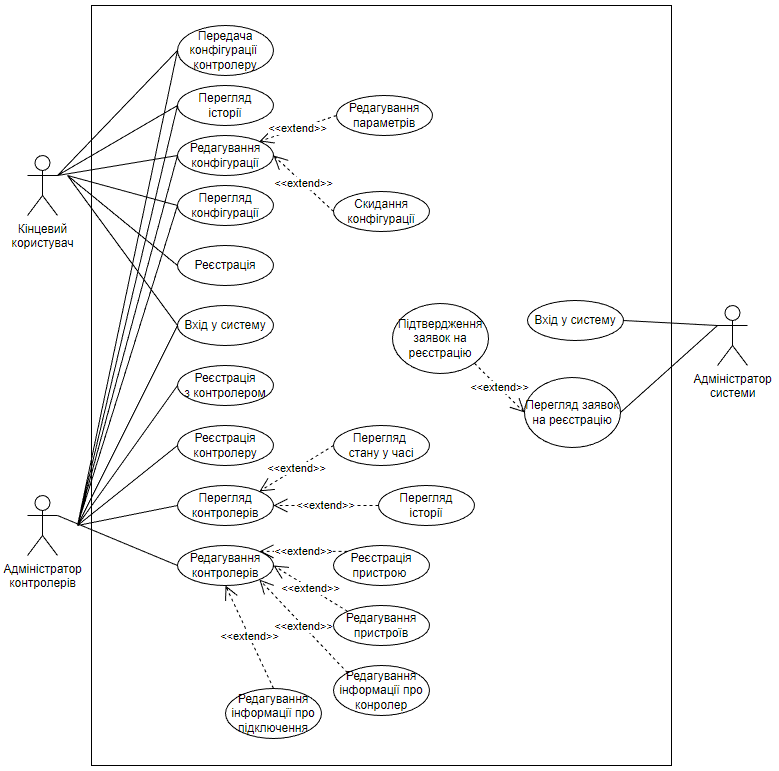 Передача
конфігурації
контролеру
Перегляд
історії
Редагування
параметрів
<<extend>>
Редагування
конфігурації
<<extend>>
Перегляд
конфігурації
Скидання
конфігурації
Кінцевий
користувач
Реєстрація
Вхід у систему
Підтвердження
заявок на
реєстрацію
Вхід у систему
Адміністратор
системи
<<extend>>
Перегляд заявок
на реєстрацію
Реєстрація
з контролером
Реєстрація
контролеру
Перегляд
стану у часі
<<extend>>
Перегляд
контролерів
<<extend>>
Перегляд
історії
Адміністратор
контролерів
Редагування
контролерів
<<extend>>
Реєстрація
пристрою
<<extend>>
Редагування
пристроїв
<<extend>>
<<extend>>
Редагування
інформації про
конролер
Редагування
інформації про
підключення